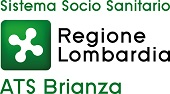 Sistema Socio Sanitario
Regione
Lombardia
ATS Brianza